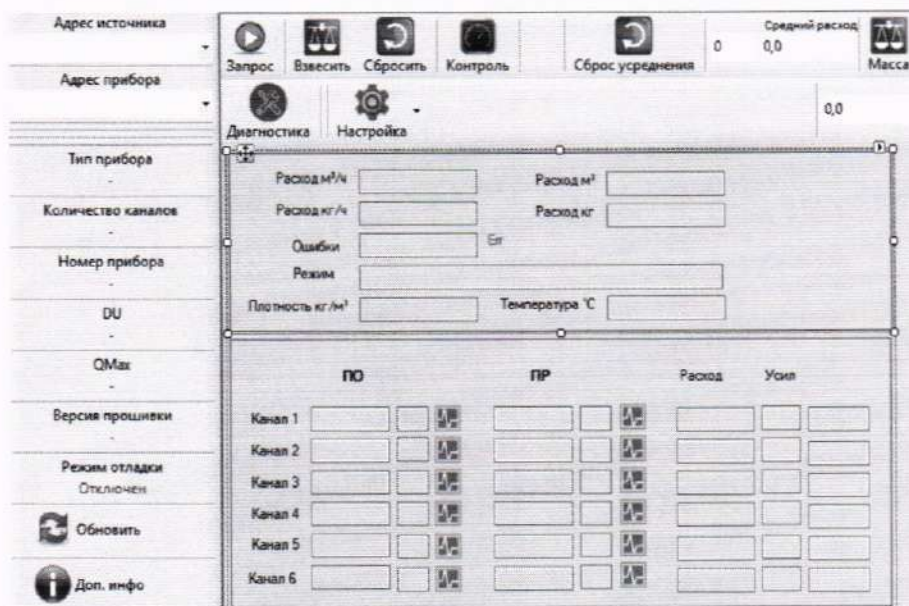 Адрес источника
Адрес прибора
Тип прибора
-
Количество каналов
-
Номер прибора
-
DU
-
QMax
-
Версия прошивки
-
Режим отладки
Отключен
Обновить
Доп. инфо
Запрос Взвесить Сбросить Контроль Сброс усреднения 0 Средний расход 0,0 Масса
Диагностика Настройка 0,0
Расход м³/ч Расход м³
Расход кг/ч Расход кг
Ошибки Err
Режим
Плотность кг/м³ Температура °C
ПО ПР Расход Усил
Канал 1
Канал 2
Канал 3
Канал 4
Канал 5
Канал 6